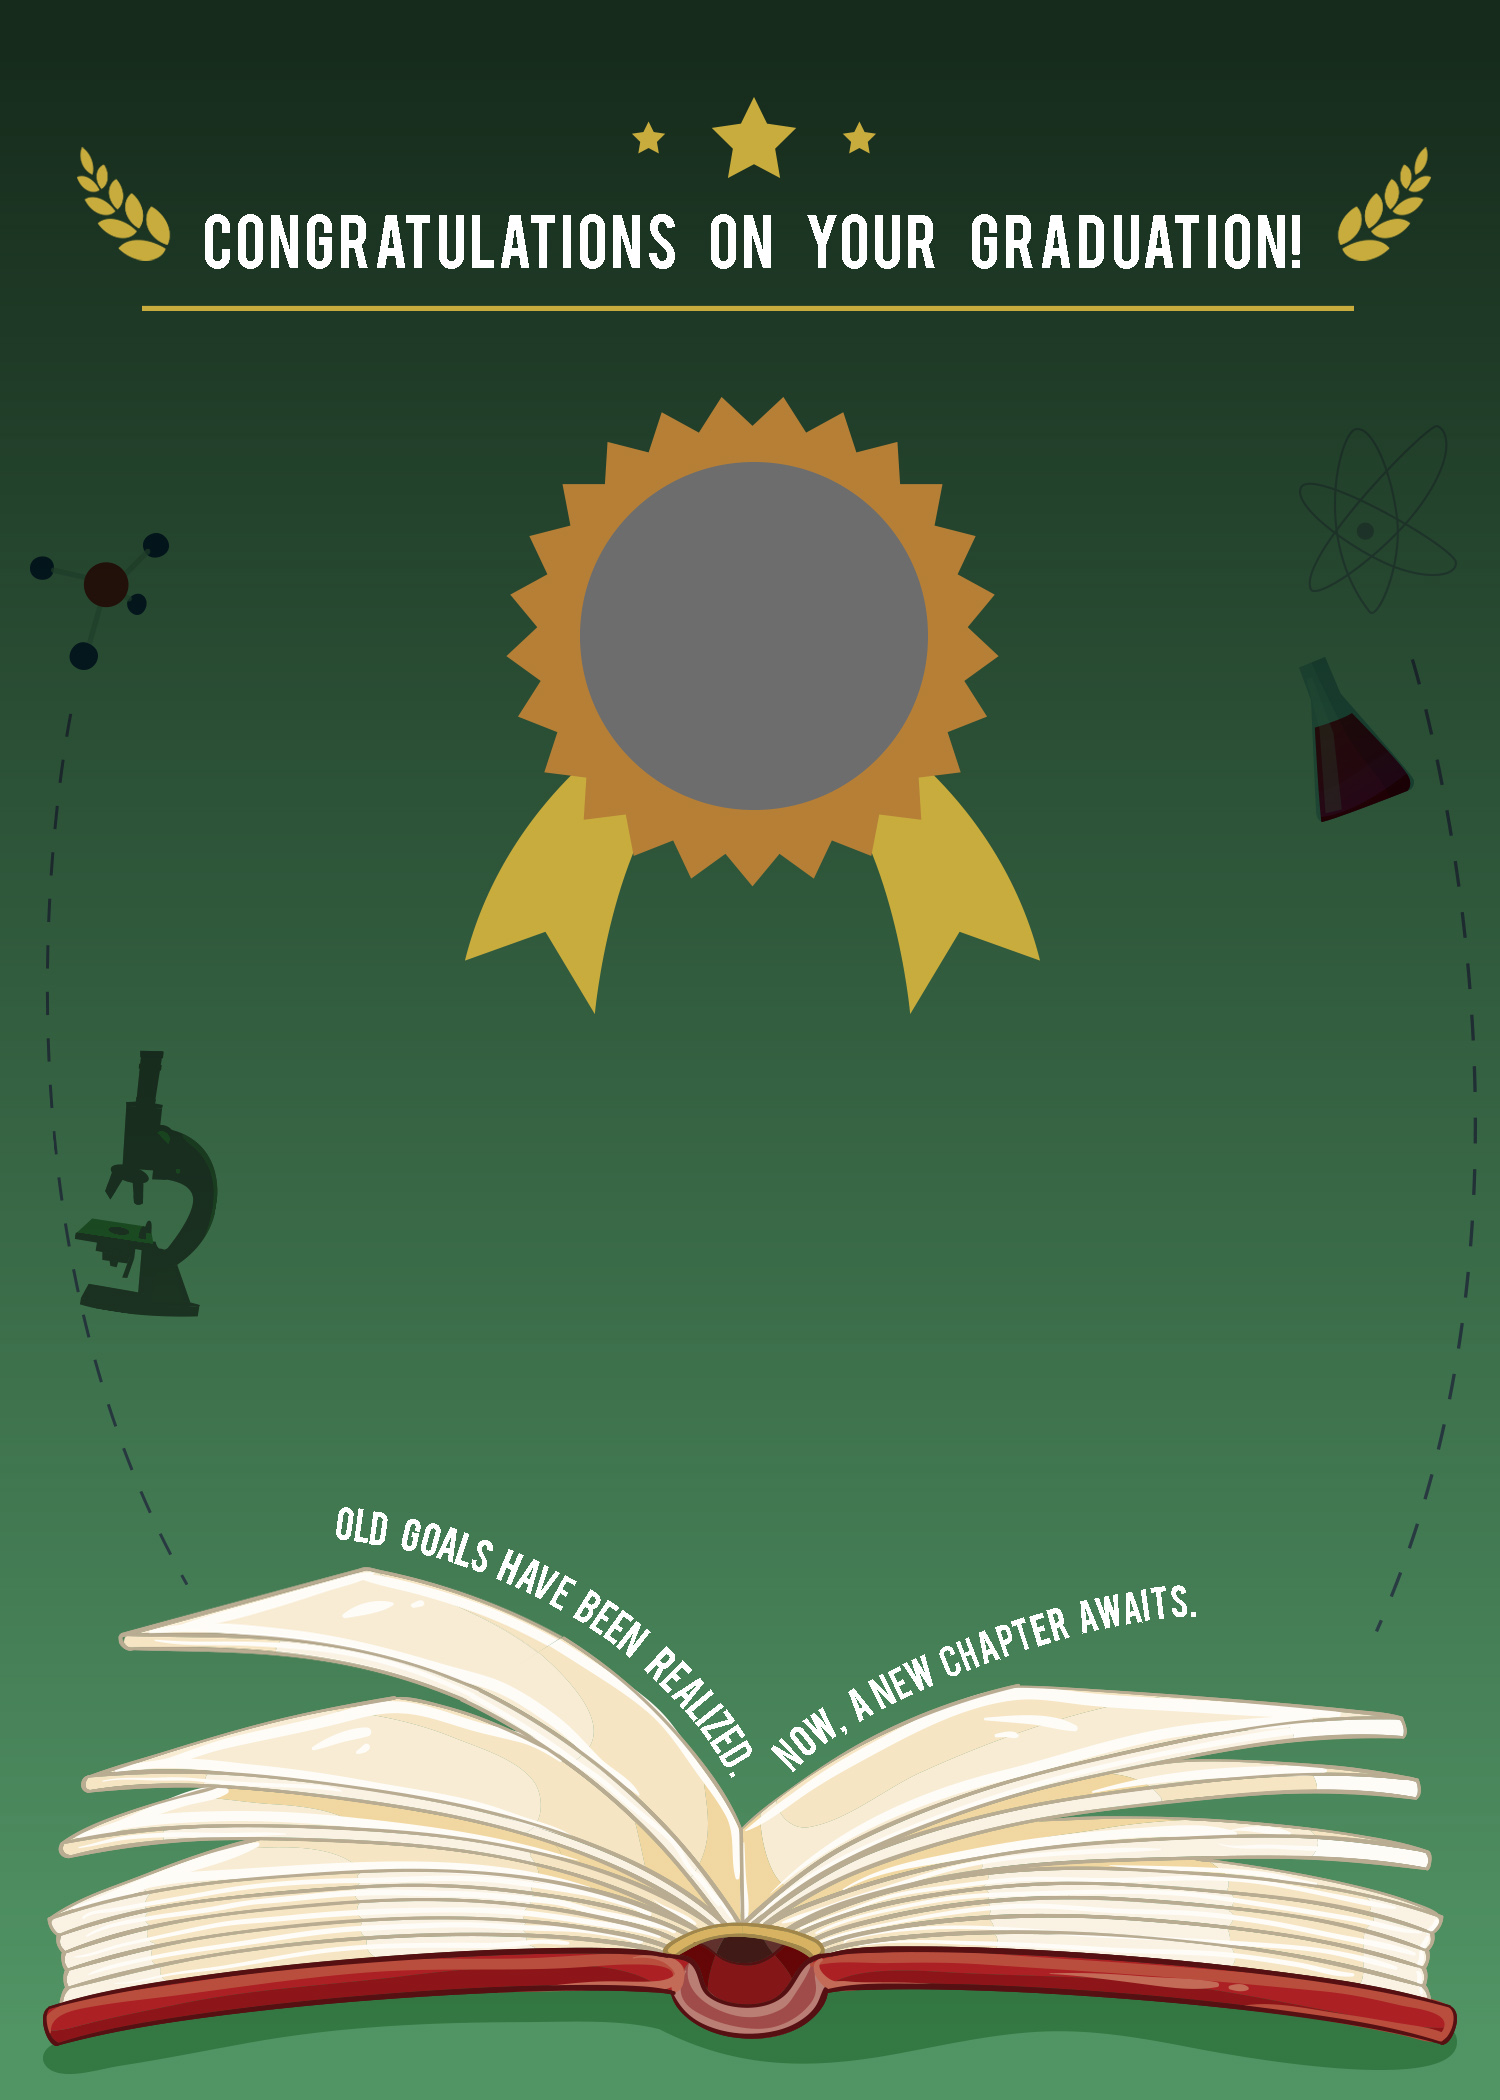 CONGRATULATIONS ON YOUR GRADUATION!
OLD GOALS HAVE BEEN REALIZED.
NOW, A NEW CHAPTER AWAITS.